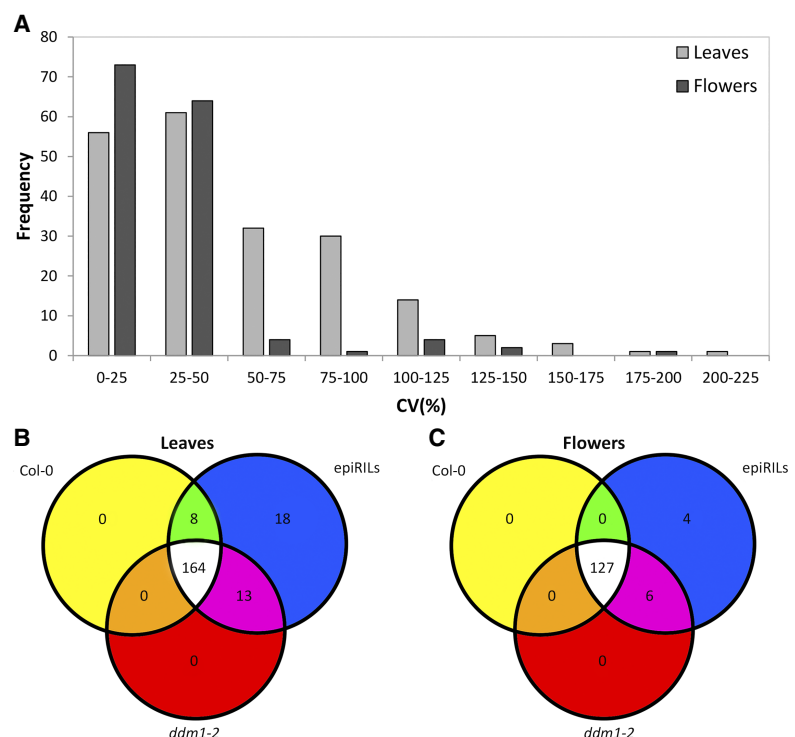 A
80
70
60
50
40
30
20
10
0
Frequency
Leaves
Flowers
0-25 25-50 50-75 75-100 100-125 125-150 150-175 175-200 200-225
CV(%)
B
Leaves
Col-0
epiRILs
0
8
18
164
0
13
0
ddm1-2
C
Flowers
Col-0
epiRILs
0
0
4
127
0
6
0
ddm1-2